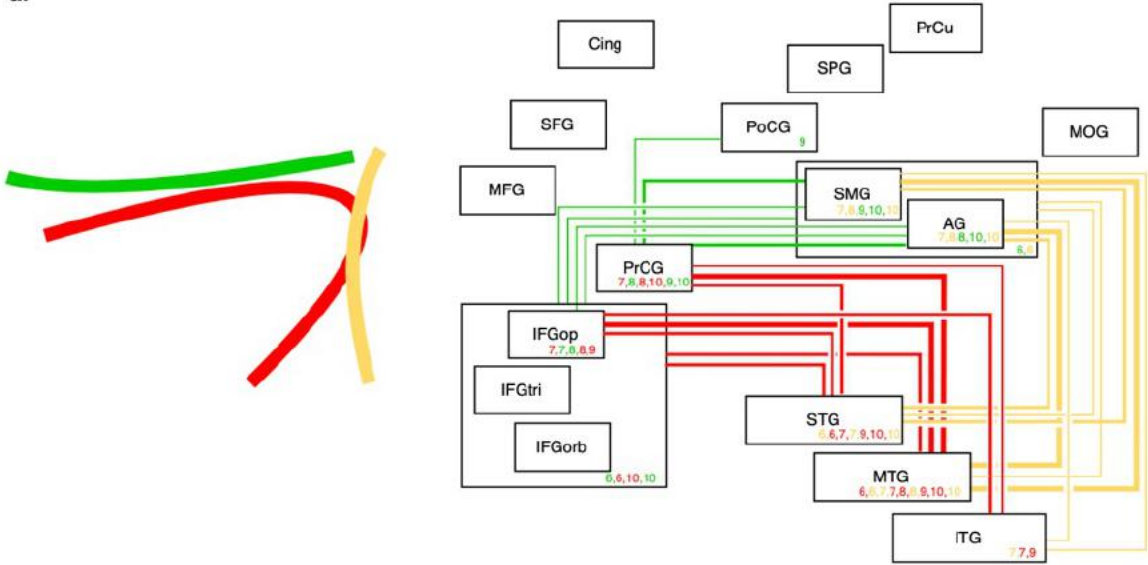 PrCu
Cing
SPG
SFG
PoCG
9
MOG
MFG
SMG
7,8,9,10,10
AG
7,8,8,10,10
6,6
PrCG
7,8,8,10,9,10
IFGop
7,7,8,8,9
IFGtri
STG
6,6,7,7,9,10,10
IFGorb
6,6,10,10
MTG
6,6,7,7,8,8,9,10,10
ITG
7,7,9